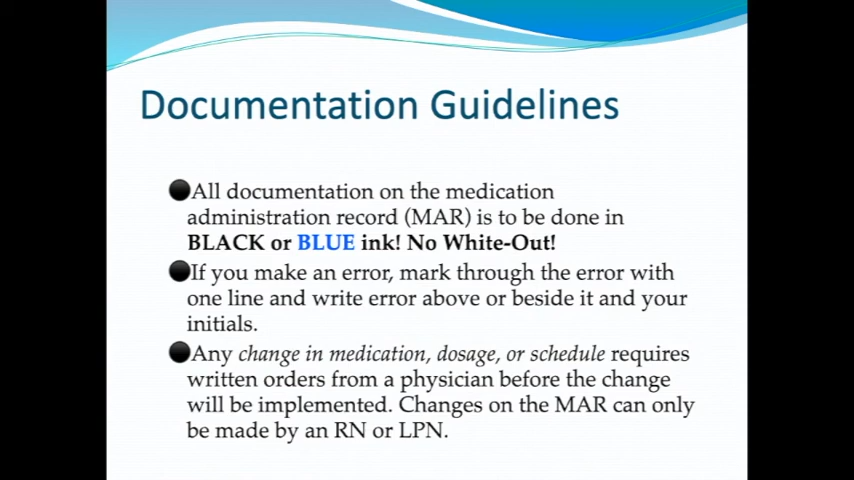 Documentation Guidelines
All documentation on the medication
administration record (MAR) is to be done in
BLACK or BLUE ink! No White-Out!
If you make an error, mark through the error with
one line and write error above or beside it and your
initials.
Any change in medication, dosage, or schedule requires
written orders from a physician before the change
will be implemented. Changes on the MAR can only
be made by an RN or LPN.